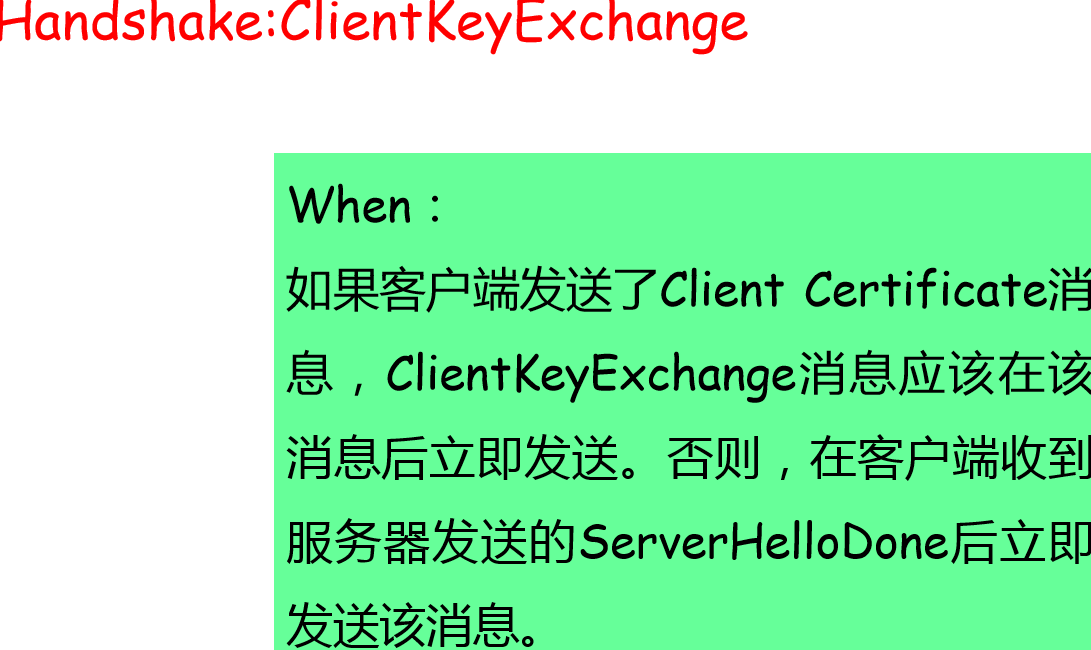 Handshake:ClientKeyExchange
When：
如果客户端发送了Client Certificate消
息，ClientKeyExchange消息应该在该
消息后立即发送。否则，在客户端收到
服务器发送的ServerHelloDone后立即
发送该消息。